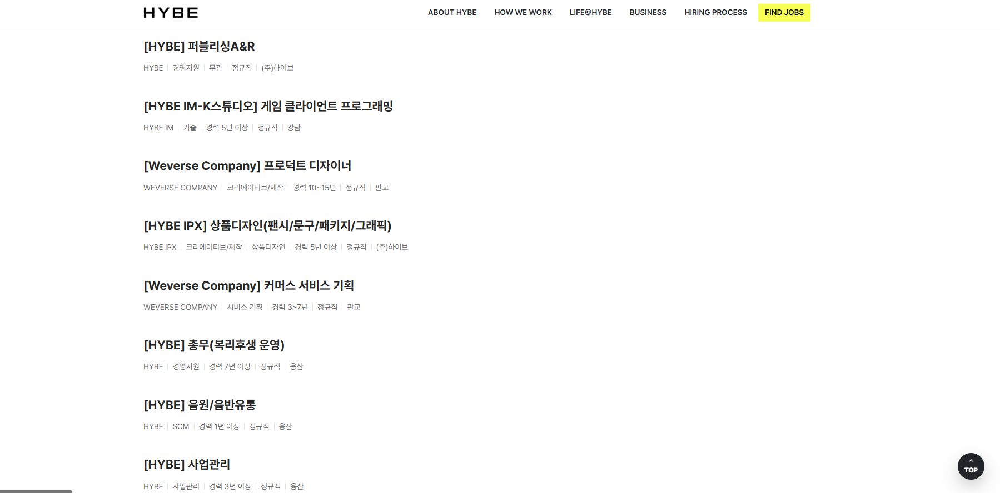 HYBE ABOUT HYBE HOW WE WORK LIFE@HYBE BUSINESS HIRING PROCESS FIND JOBS
[HYBE] 퍼블리싱A&R
HYBE 경영지원 무관 정규직 (주)하이브
[HYBE IM-K스튜디오] 게임 클라이언트 프로그래밍
HYBE IM 기술 경력 5년 이상 정규직 강남
[Weverse Company] 프로덕트 디자이너
WEVERSE COMPANY 크리에이티브/제작 경력 10~15년 정규직 판교
[HYBE IPX] 상품디자인(팬시/문구/패키지/그래픽)
HYBE IPX 크리에이티브/제작 상품디자인 경력 5년 이상 정규직 (주)하이브
[Weverse Company] 커머스 서비스 기획
WEVERSE COMPANY 서비스 기획 경력 3~7년 정규직 판교
[HYBE] 총무(복리후생 운영)
HYBE 경영지원 경력 7년 이상 정규직 용산
[HYBE] 음원/음반유통
HYBE SCM 경력 1년 이상 정규직 용산
[HYBE] 사업관리
HYBE 사업관리 경력 3년 이상 정규직 용산
TOP